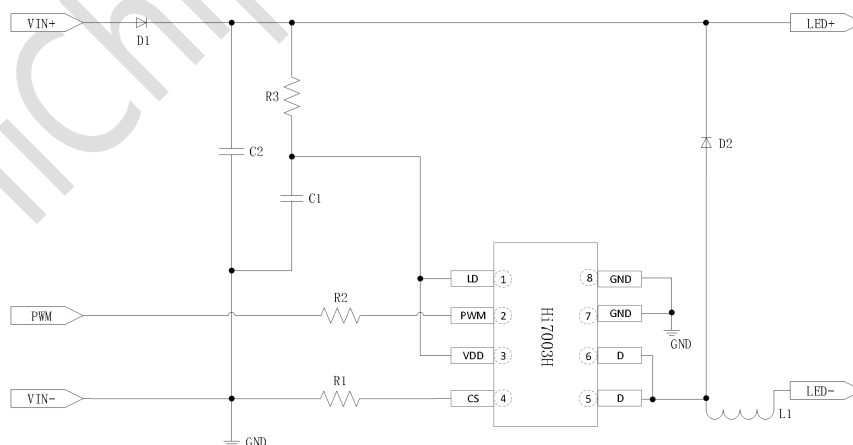 VIN+
LED+
D1
R3
C2
D2
C1
LD 1
8 GND
R2
PWM
PWM 2
7 GND
GND
Hi7003H
VDD 3
6 D
R1
VIN-
CS 4
5 D
LED-
L1
GND